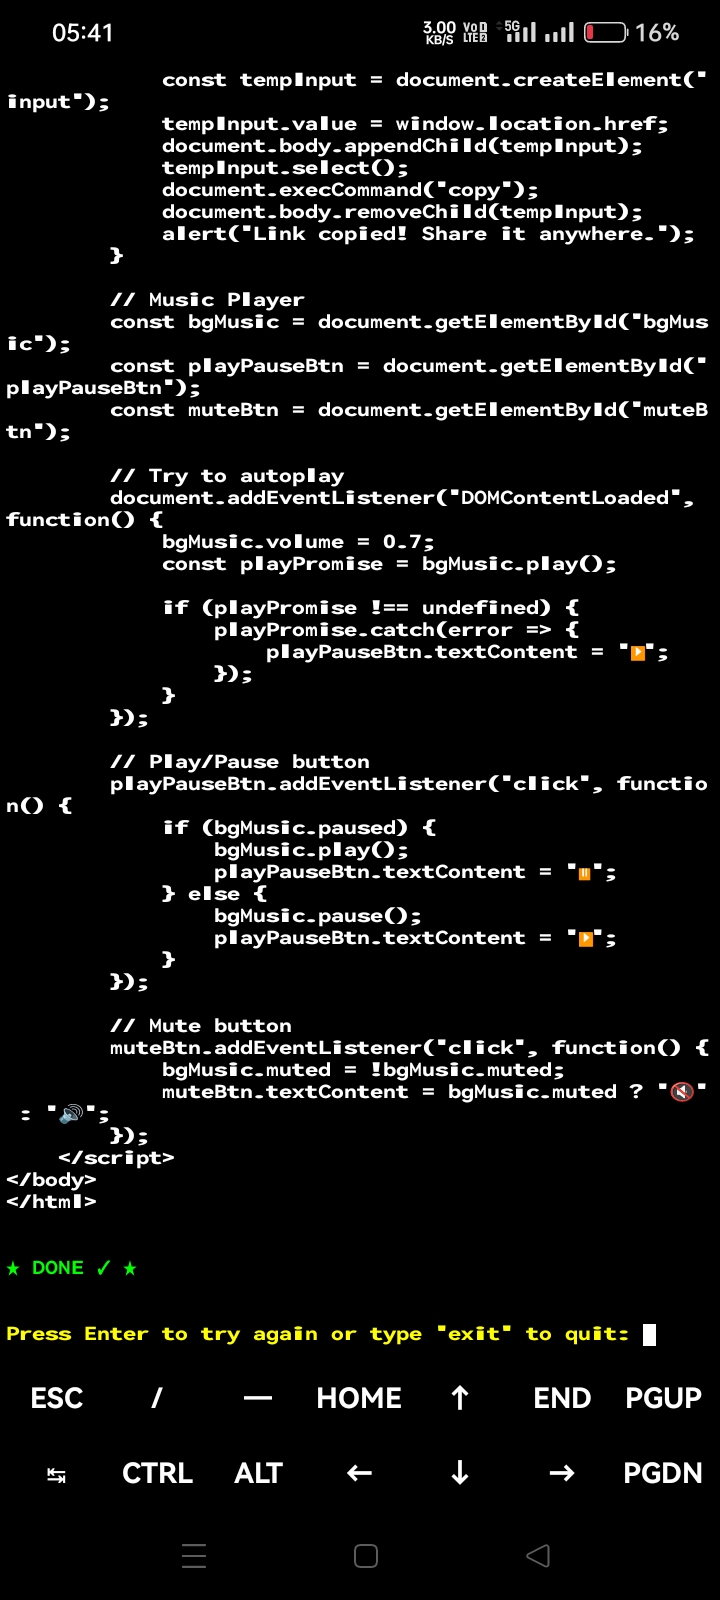 05:41 3.00 KB/S VoD LTE2 5G 16%
            const tempInput = document.createElement("
input");
            tempInput.value = window.location.href;
            document.body.appendChild(tempInput);
            tempInput.select();
            document.execCommand("copy");
            document.body.removeChild(tempInput);
            alert("Link copied! Share it anywhere.");
        }
        // Music Player
        const bgMusic = document.getElementById("bgMus
ic");
        const playPauseBtn = document.getElementById("
playPauseBtn");
        const muteBtn = document.getElementById("muteB
tn");
        // Try to autoplay
        document.addEventListener("DOMContentLoaded",
function() {
            bgMusic.volume = 0.7;
            const playPromise = bgMusic.play();
            if (playPromise !== undefined) {
                playPromise.catch(error => {
                    playPauseBtn.textContent = "▶️";
                });
            }
        });
        // Play/Pause button
        playPauseBtn.addEventListener("click", functio
n() {
            if (bgMusic.paused) {
                bgMusic.play();
                playPauseBtn.textContent = "⏸️";
            } else {
                bgMusic.pause();
                playPauseBtn.textContent = "▶️";
            }
        });
        // Mute button
        muteBtn.addEventListener("click", function() {
            bgMusic.muted = !bgMusic.muted;
            muteBtn.textContent = bgMusic.muted ? "🔇"
 : "🔊";
        });
    </script>
</body>
</html>
★ DONE ✓ ★
Press Enter to try again or type "exit" to quit:
ESC / — HOME ↑ END PGUP
↹ CTRL ALT ← ↓ → PGDN